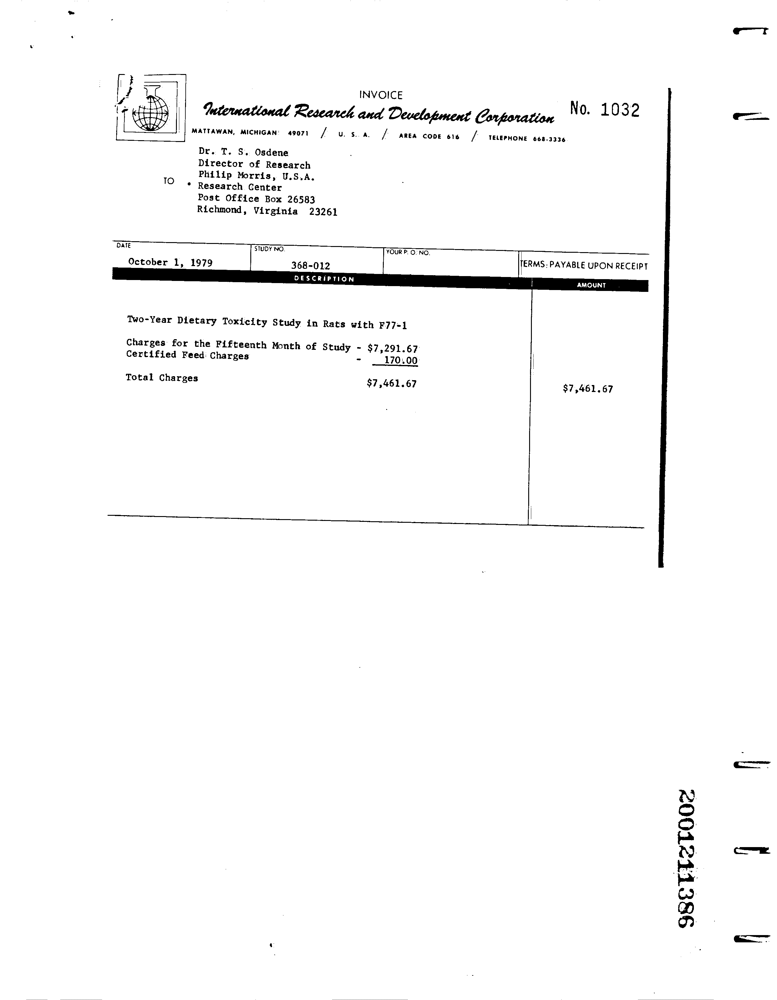 INVOICE
International Research and Development Corporation
No. 1032
MATTAWAN, MICHIGAN 49071 / U. S. A. / AREA CODE 616 / TELEPHONE 668-3336
Dr. T. S. Osdene
Director of Research
Philip Morris, U.S.A.
TO • Research Center
Post Office Box 26583
Richmond, Virginia 23261
DATE STUDY NO. YOUR P. O. NO.
October 1, 1979 368-012 TERMS: PAYABLE UPON RECEIPT
DESCRIPTION AMOUNT
Two-Year Dietary Toxicity Study in Rats with F77-1
Charges for the Fifteenth Month of Study - $7,291.67
Certified Feed Charges - 170.00
Total Charges $7,461.67 $7,461.67
2001211386